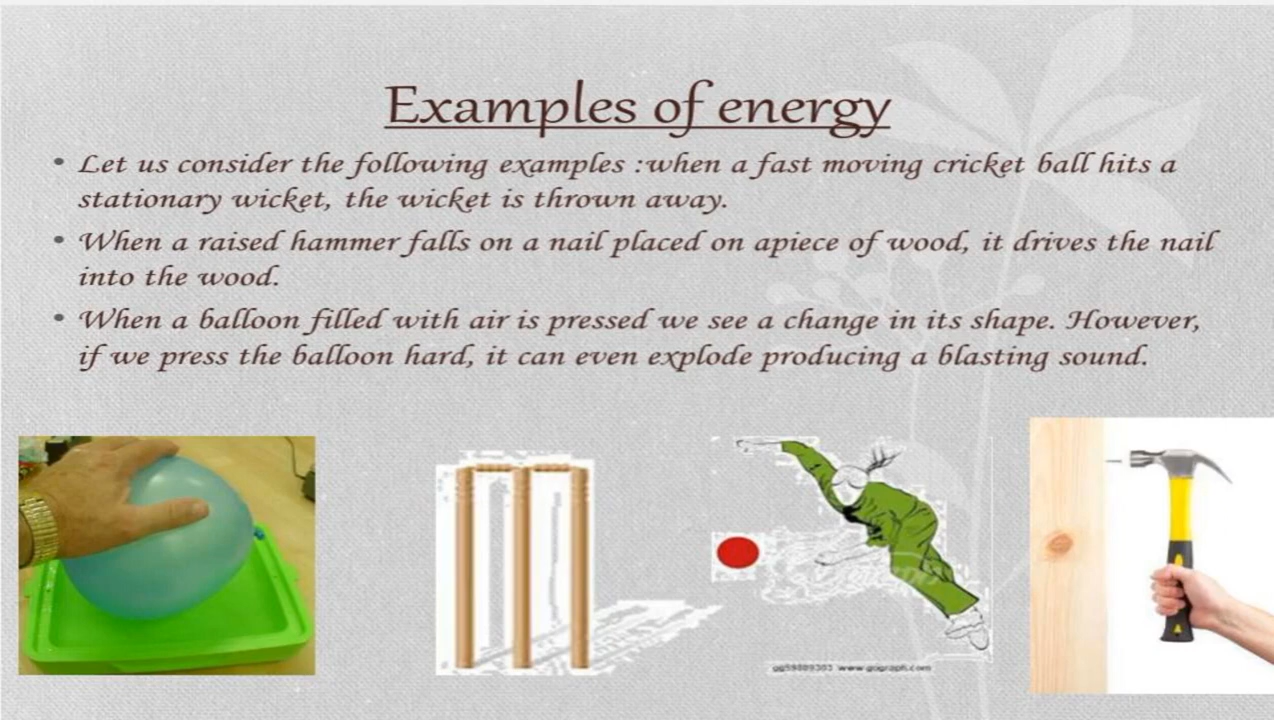 Examples of energy
Let us consider the following examples :when a fast moving cricket ball hits a
stationary wicket, the wicket is thrown away.
When a raised hammer falls on a nail placed on apiece of wood, it drives the nail
into the wood.
When a balloon filled with air is pressed we see a change in its shape. However,
if we press the balloon hard, it can even explode producing a blasting sound.
www.gograph.com